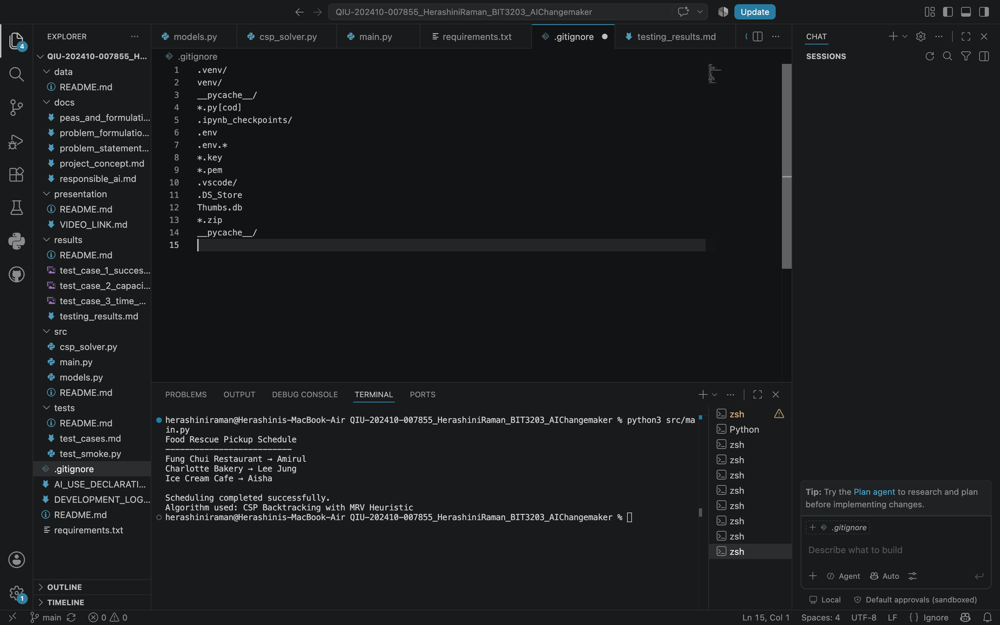 QIU-202410-007855_HerashiniRaman_BIT3203_AIChangemaker
Update
EXPLORER
4
QIU-202410-007855_H...
data
README.md
docs
peas_and_formulati...
problem_formulatio...
problem_statement...
project_concept.md
responsible_ai.md
presentation
README.md
VIDEO_LINK.md
results
README.md
test_case_1_succes...
test_case_2_capaci...
test_case_3_time_...
testing_results.md
src
csp_solver.py
main.py
models.py
README.md
tests
README.md
test_cases.md
test_smoke.py
.gitignore
AI_USE_DECLARATI...
DEVELOPMENT_LOG...
README.md
requirements.txt
OUTLINE
TIMELINE
1
models.py
csp_solver.py
main.py
requirements.txt
.gitignore
testing_results.md
.gitignore
1 .venv/
2 venv/
3 __pycache__/
4 *.py[cod]
5 .ipynb_checkpoints/
6 .env
7 .env.*
8 *.key
9 *.pem
10 .vscode/
11 .DS_Store
12 Thumbs.db
13 *.zip
14 __pycache__/
15
PROBLEMS OUTPUT DEBUG CONSOLE TERMINAL PORTS
herashiniraman@Herashinis-MacBook-Air QIU-202410-007855_HerashiniRaman_BIT3203_AIChangemaker % python3 src/ma
in.py
Food Rescue Pickup Schedule
--------------------------
Fung Chui Restaurant → Amirul
Charlotte Bakery → Lee Jung
Ice Cream Cafe → Aisha
Scheduling completed successfully.
Algorithm used: CSP Backtracking with MRV Heuristic
herashiniraman@Herashinis-MacBook-Air QIU-202410-007855_HerashiniRaman_BIT3203_AIChangemaker %
zsh
Python
zsh
zsh
zsh
zsh
zsh
zsh
zsh
zsh
CHAT
SESSIONS
Tip: Try the Plan agent to research and plan
before implementing changes.
.gitignore
Describe what to build
Agent Auto
Local Default approvals (sandboxed)
main 0 0
Ln 15, Col 1 Spaces: 4 UTF-8 LF { } Ignore